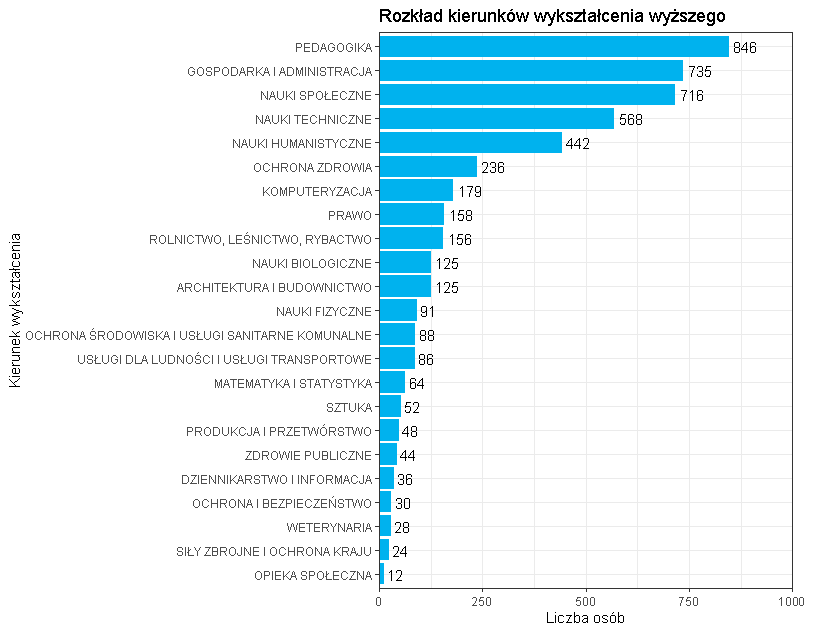 Rozkład kierunków wykształcenia wyższego
Kierunek wykształcenia
PEDAGOGIKA 846
GOSPODARKA I ADMINISTRACJA 735
NAUKI SPOŁECZNE 716
NAUKI TECHNICZNE 568
NAUKI HUMANISTYCZNE 442
OCHRONA ZDROWIA 236
KOMPUTERYZACJA 179
PRAWO 158
ROLNICTWO, LEŚNICTWO, RYBACTWO 156
NAUKI BIOLOGICZNE 125
ARCHITEKTURA I BUDOWNICTWO 125
NAUKI FIZYCZNE 91
OCHRONA ŚRODOWISKA I USŁUGI SANITARNE KOMUNALNE 88
USŁUGI DLA LUDNOŚCI I USŁUGI TRANSPORTOWE 86
MATEMATYKA I STATYSTYKA 64
SZTUKA 52
PRODUKCJA I PRZETWÓRSTWO 48
ZDROWIE PUBLICZNE 44
DZIENNIKARSTWO I INFORMACJA 36
OCHRONA I BEZPIECZEŃSTWO 30
WETERYNARIA 28
SIŁY ZBROJNE I OCHRONA KRAJU 24
OPIEKA SPOŁECZNA 12
0 250 500 750 1000
Liczba osób